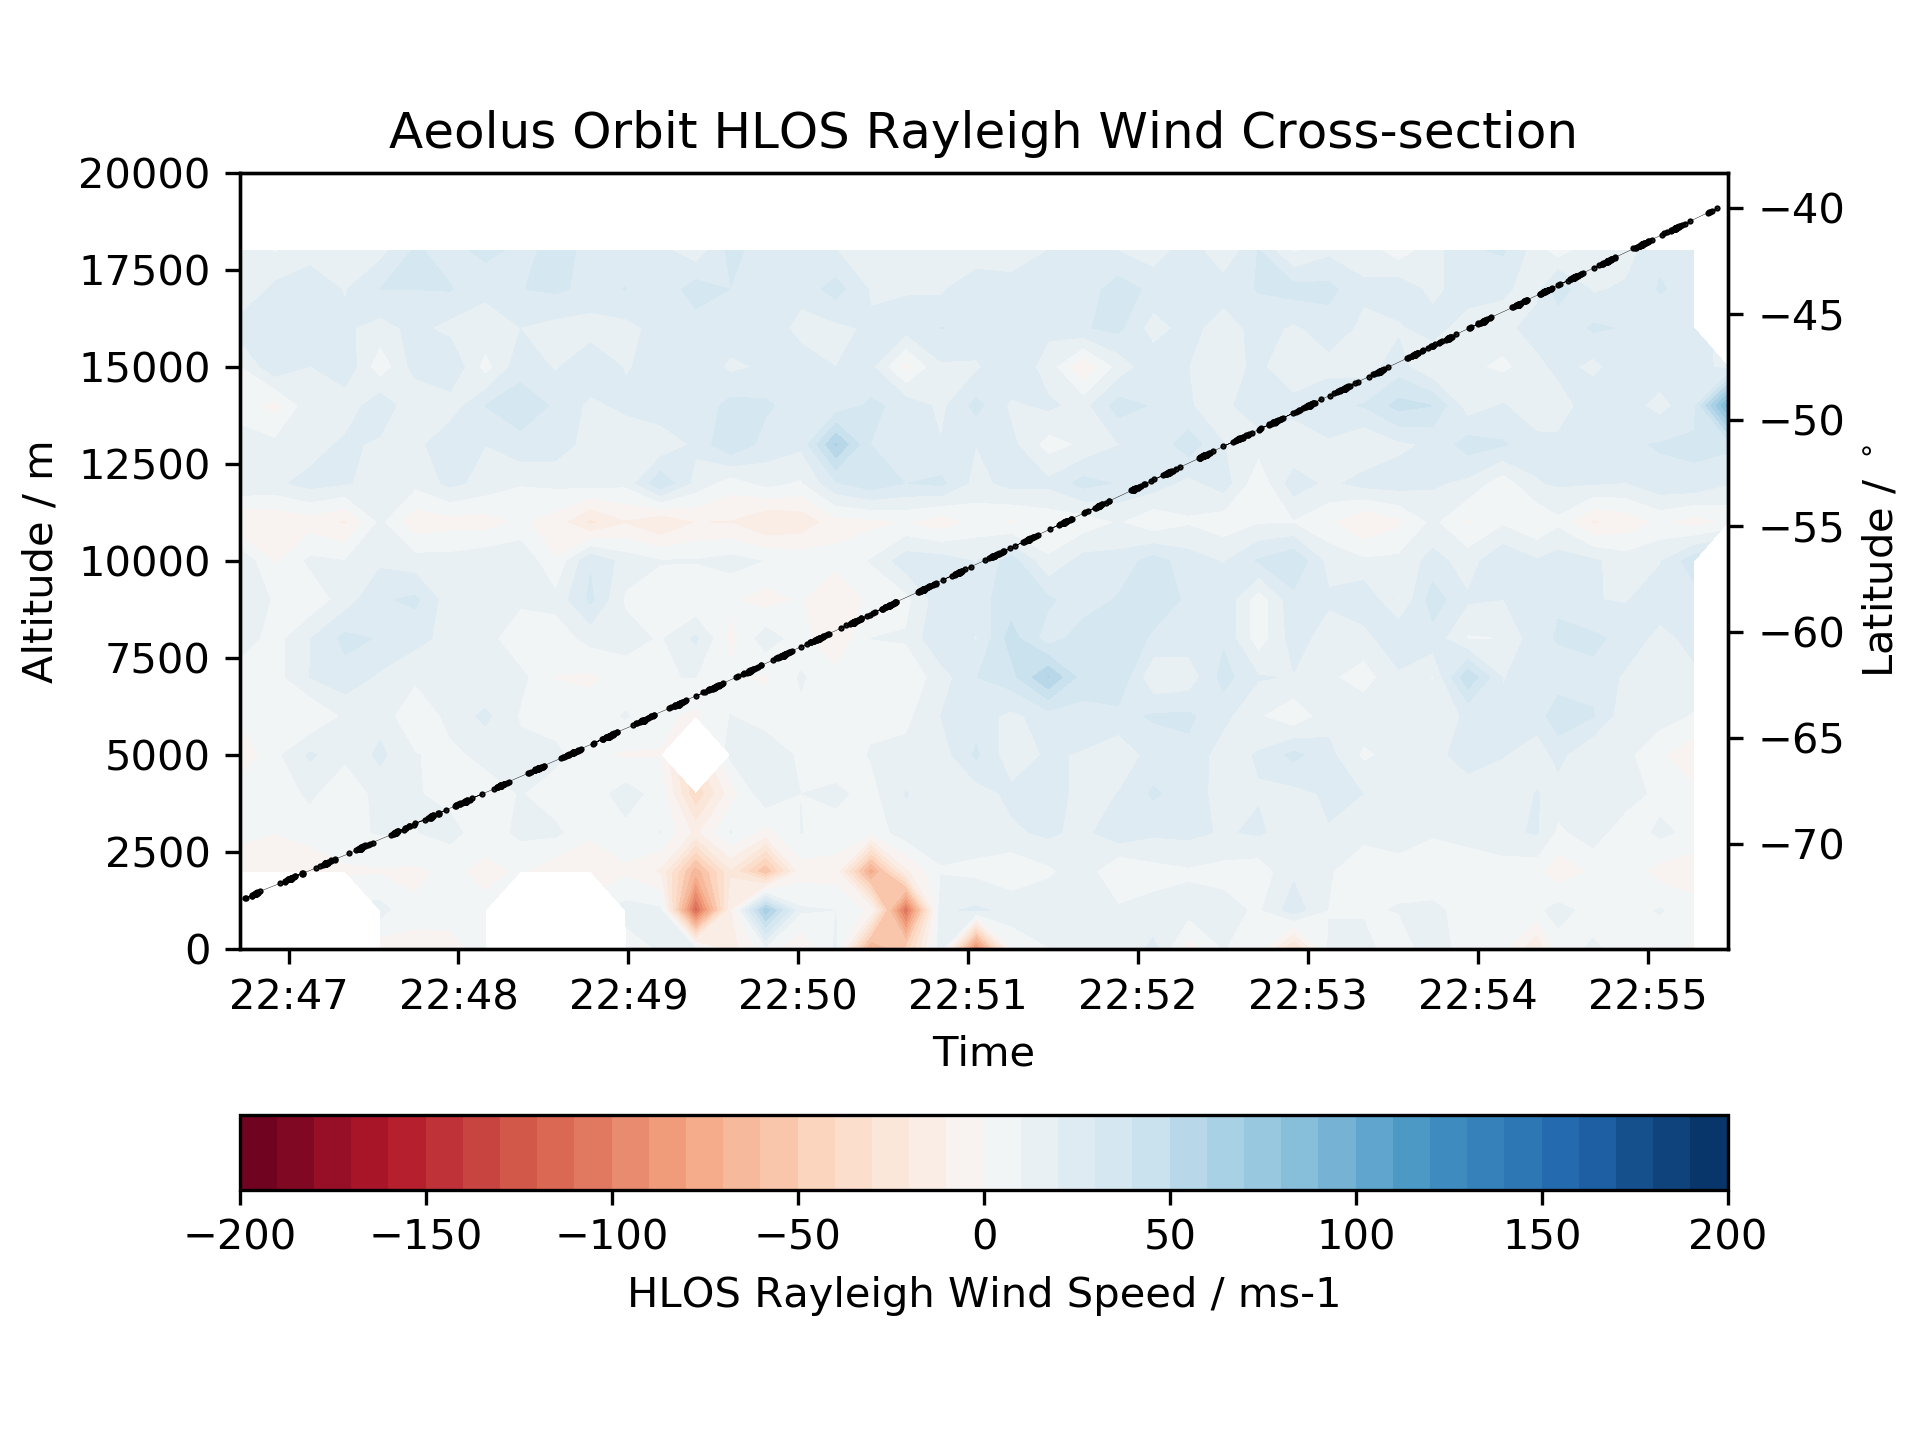 Aeolus Orbit HLOS Rayleigh Wind Cross-section
20000
17500
15000
12500
10000
7500
5000
2500
0
Altitude / m
−40
−45
−50
−55
−60
−65
−70
Latitude / °
22:47 22:48 22:49 22:50 22:51 22:52 22:53 22:54 22:55
Time
−200 −150 −100 −50 0 50 100 150 200
HLOS Rayleigh Wind Speed / ms-1